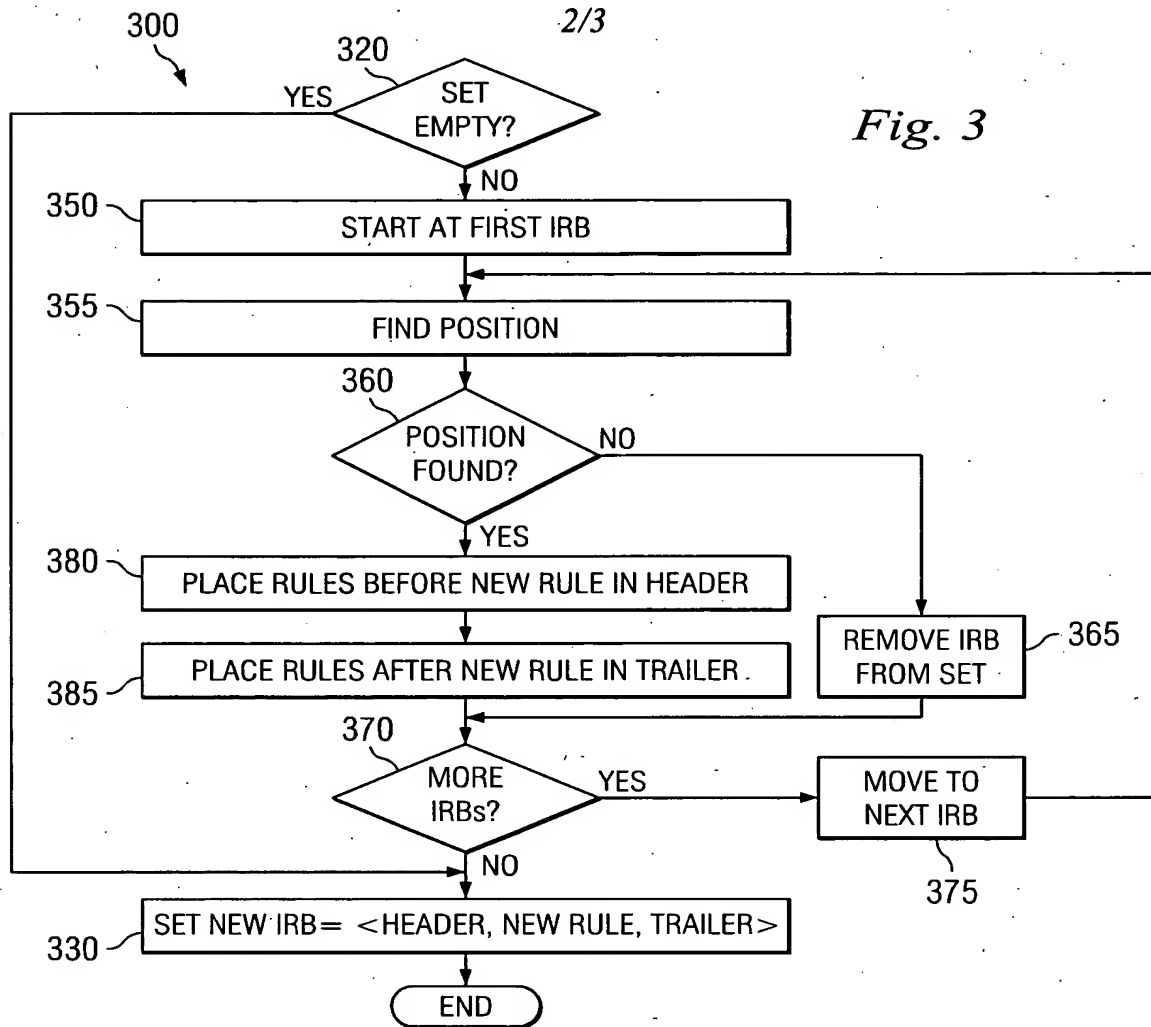 2/3
300
Fig. 3
320
SET
EMPTY?
YES
NO
350
START AT FIRST IRB
355
FIND POSITION
360
POSITION
FOUND?
NO
YES
380
PLACE RULES BEFORE NEW RULE IN HEADER
385
PLACE RULES AFTER NEW RULE IN TRAILER
REMOVE IRB
FROM SET
365
370
MORE
IRBs?
YES
NO
MOVE TO
NEXT IRB
375
330
SET NEW IRB= <HEADER, NEW RULE, TRAILER>
END